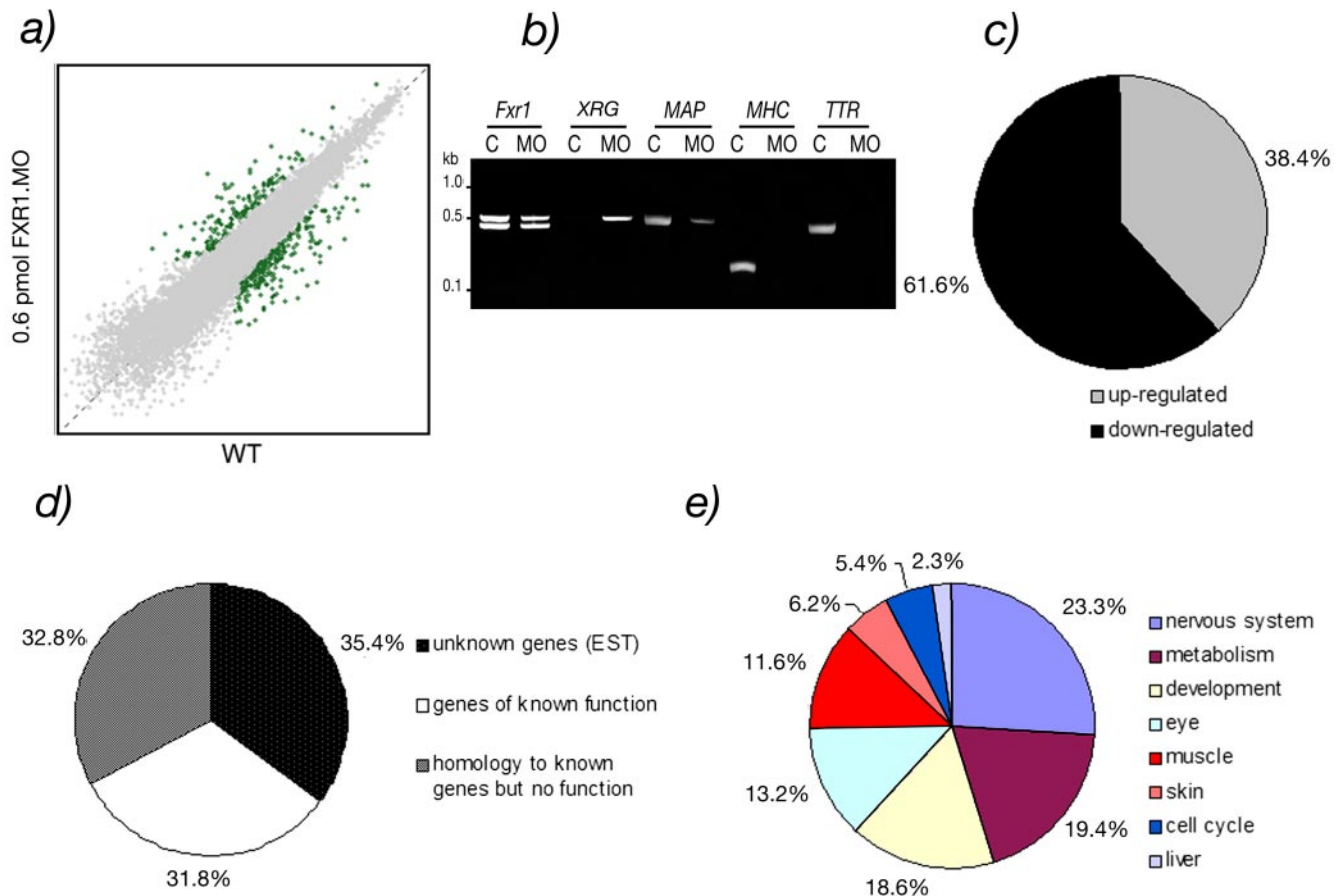 a)
0.6 pmol FXR1.MO
WT
b)
Fxr1 XRG MAP MHC TTR
C MO C MO C MO C MO C MO
kb
1.0
0.5
0.1
c)
38.4%
61.6%
up-regulated
down-regulated
d)
32.8%
35.4%
31.8%
unknown genes (EST)
genes of known function
homology to known
genes but no function
e)
5.4%
2.3%
6.2%
23.3%
11.6%
13.2%
19.4%
18.6%
nervous system
metabolism
development
eye
muscle
skin
cell cycle
liver